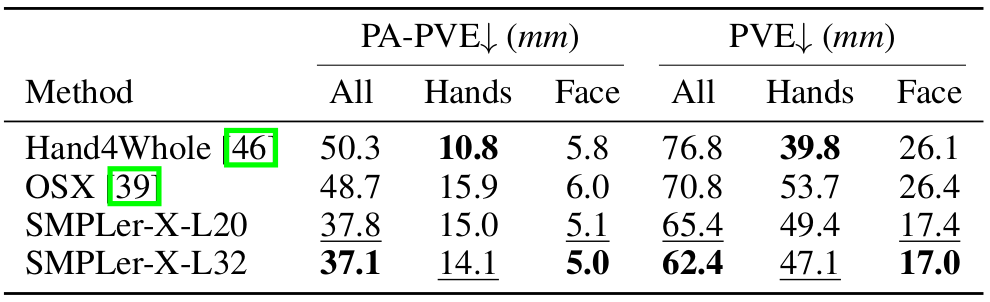 PA-PVE↓ (mm) PVE↓ (mm)
Method All Hands Face All Hands Face
Hand4Whole [46] 50.3 10.8 5.8 76.8 39.8 26.1
OSX [39] 48.7 15.9 6.0 70.8 53.7 26.4
SMPLer-X-L20 37.8 15.0 5.1 65.4 49.4 17.4
SMPLer-X-L32 37.1 14.1 5.0 62.4 47.1 17.0